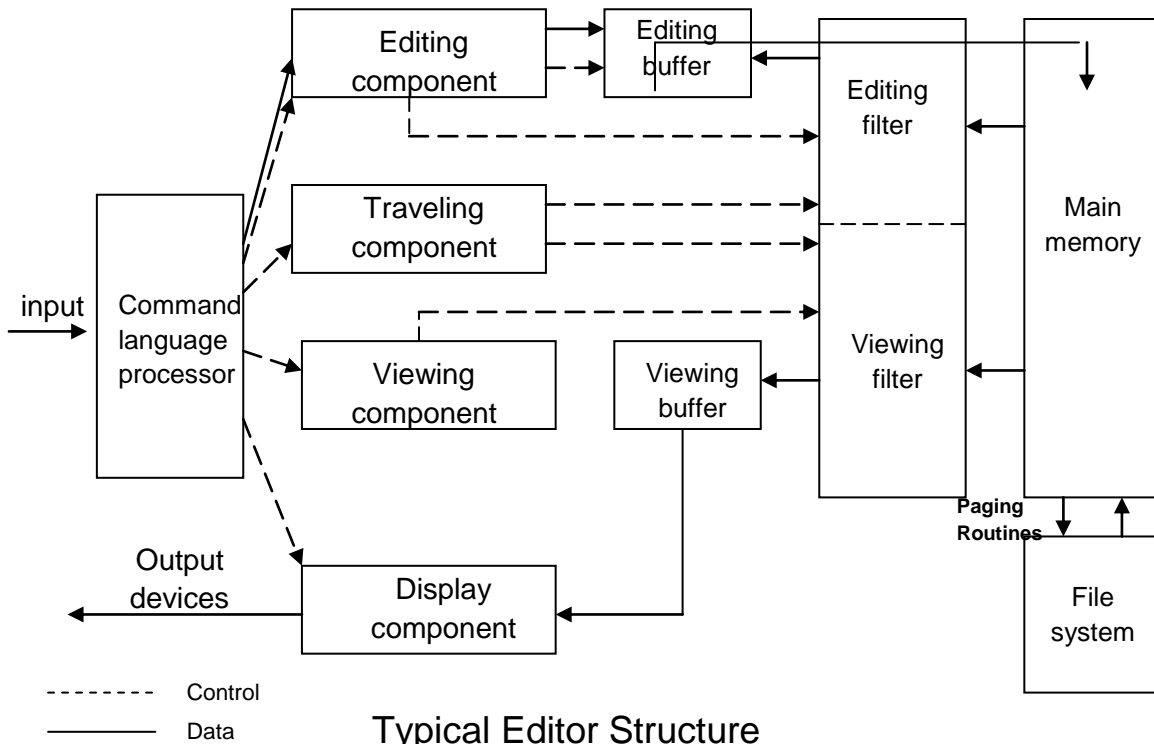 Editing
component
Editing
buffer
Editing
filter
Traveling
component
Main
memory
input
Command
language
processor
Viewing
component
Viewing
buffer
Viewing
filter
Paging
Routines
Output
devices
Display
component
File
system
Control
Data
Typical Editor Structure